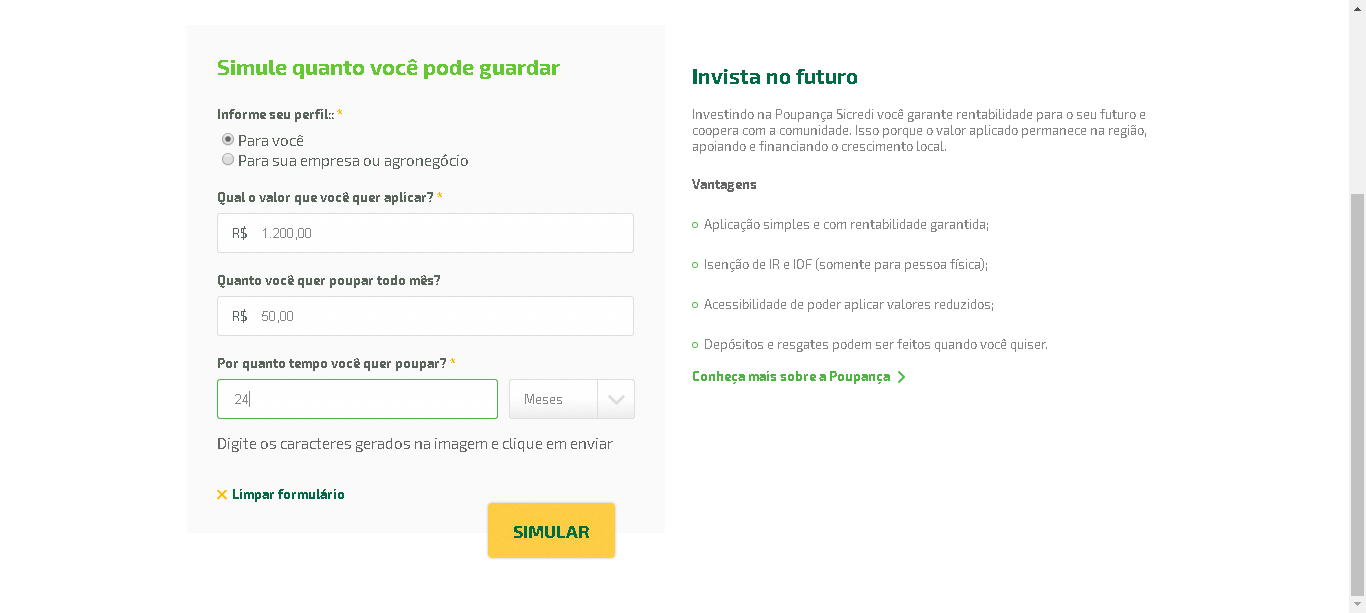 Simule quanto você pode guardar
Informe seu perfil:: *
Para você
Para sua empresa ou agronegócio
Qual o valor que você quer aplicar? *
R$ 1.200,00
Quanto você quer poupar todo mês?
R$ 50,00
Por quanto tempo você quer poupar? *
24
Meses
Digite os caracteres gerados na imagem e clique em enviar
Limpar formulário
SIMULAR
Invista no futuro
Investindo na Poupança Sicredi você garante rentabilidade para o seu futuro e
coopera com a comunidade. Isso porque o valor aplicado permanece na região,
apoiando e financiando o crescimento local.
Vantagens
Aplicação simples e com rentabilidade garantida;
Isenção de IR e IOF (somente para pessoa física);
Acessibilidade de poder aplicar valores reduzidos;
Depósitos e resgates podem ser feitos quando você quiser.
Conheça mais sobre a Poupança